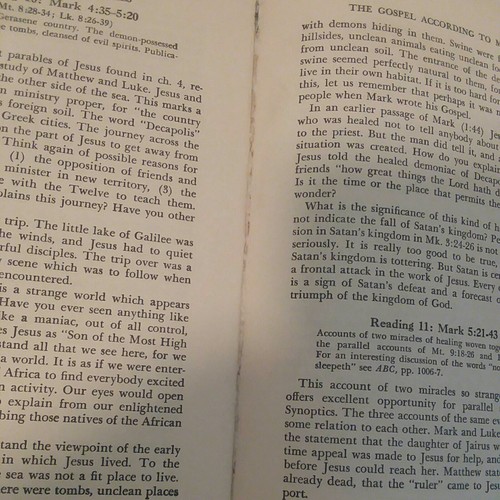 Mark 4:35-5:20
Mt. 8:28-34; Lk. 8:26-39)
Gerasene country. The demon-possessed
e tombs, cleansed of evil spirits. Publica-
t parables of Jesus found in ch. 4, re-
study of Matthew and Luke. Jesus and
the other side of the sea. This marks a
n ministry proper, for "the country
s foreign soil. The word "Decapolis"
Greek cities. The journey across the
on the part of Jesus to get away from
Think again of possible reasons for
(1) the opposition of friends and
minister in new territory, (3) the
e with the Twelve to teach them.
plains this journey? Have you other
trip. The little lake of Galilee was
he winds, and Jesus had to quiet
rful disciples. The trip over was a
y scene which was to follow when
encountered.
is a strange world which appears
Have you ever seen anything like
ke a maniac, out of all control,
es Jesus as "Son of the Most High
stand all that we see here, for we
a world. It is as if we were enter-
Africa to find everybody excited
n activity. Our eyes would open
o explain from our enlightened
bing those natives of the African
tand the viewpoint of the early
in which Jesus lived. To the
e sea was not a fit place to live.
ere were tombs, unclean places
THE GOSPEL ACCORDING TO M
with demons hiding in them. Swine were f
hillsides, unclean animals eating unclean foo
from unclean soil. The entrance of the d
swine seemed perfectly natural to them, for
live in their own habitat. If it is too hard for
this, let us remember that perhaps it was n
people when Mark wrote his Gospel.
In an earlier passage of Mark (1:44) Je
who was healed not to tell anybody about
to the priest. But the man did tell it, and
situation was created. How do you explain
Jesus told the healed demoniac of Decapo
friends "how great things the Lord hath d
Is it the time or the place that permits the
wonder?
What is the significance of this kind of h
not indicate the fall of Satan's kingdom? Pe
sion in Satan's kingdom in Mk. 3:24-26 is not
seriously. It is really too good to be true,
Satan's kingdom is tottering. But Satan is on
a frontal attack in the work of Jesus. Every
is a sign of Satan's defeat and a forecast
triumph of the kingdom of God.
Reading 11: Mark 5:21-43
Accounts of two miracles of healing woven toge
the parallel accounts of Mt. 9:18-26 and L
For an interesting discussion of the words "no
sleepeth" see ABC, pp. 1006-7.
This account of two miracles so strange
offers excellent opportunity for parallel
Synoptics. The three accounts of the same ev
some relation to each other. Mark and Luke
the statement that the daughter of Jairus w
time appeal was made to Jesus for help, and
before Jesus could reach her. Matthew stat
already dead, that the "ruler" came to Jes
port.